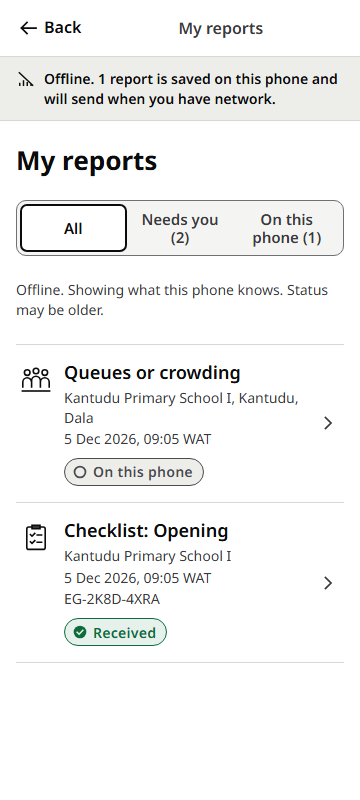 Back
My reports
Offline. 1 report is saved on this phone and
will send when you have network.
My reports
All
Needs you
(2)
On this
phone (1)
Offline. Showing what this phone knows. Status
may be older.
Queues or crowding
Kantudu Primary School I, Kantudu,
Dala
5 Dec 2026, 09:05 WAT
On this phone
Checklist: Opening
Kantudu Primary School I
5 Dec 2026, 09:05 WAT
EG-2K8D-4XRA
Received